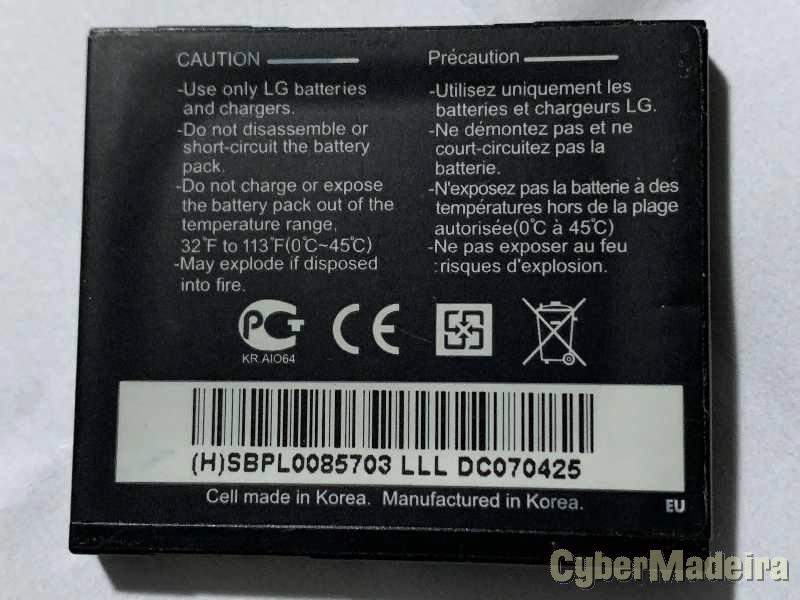 CAUTION
-Use only LG batteries
and chargers.
-Do not disassemble or
short-circuit the battery
pack.
-Do not charge or expose
the battery pack out of the
temperature range,
32°F to 113°F(0℃~45℃)
-May explode if disposed
into fire.
Précaution
-Utilisez uniquement les
batteries et chargeurs LG.
-Ne démontez pas et ne
court-circuitez pas la
batterie.
-N'exposez pas la batterie à des
températures hors de la plage
autorisée(0℃ à 45℃)
-Ne pas exposer au feu
:risques d'explosion.
PCT
KR.AIO64
CE
(H)SBPL0085703 LLL DC070425
Cell made in Korea. Manufactured in Korea.
EU
CyberMadeira